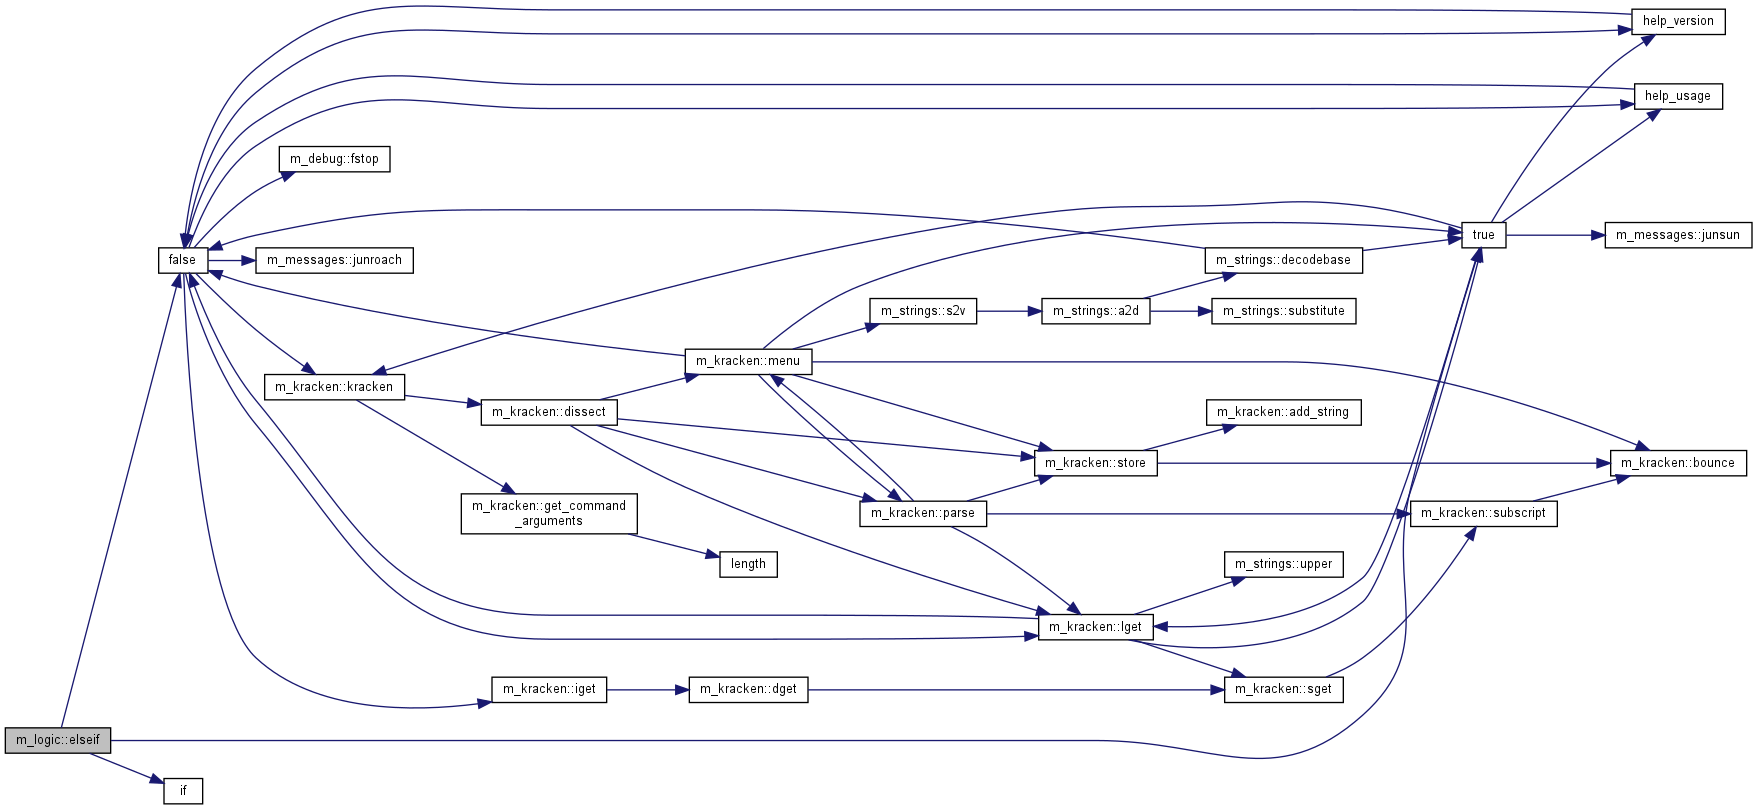 help_version
help_usage
m_debug::fstop
true
m_messages::junsun
false
m_messages::junroach
m_strings::decodebase
m_strings::s2v
m_strings::a2d
m_strings::substitute
m_kracken::menu
m_kracken::kracken
m_kracken::dissect
m_kracken::add_string
m_kracken::store
m_kracken::bounce
m_kracken::get_command
_arguments
m_kracken::parse
m_kracken::subscript
length
m_strings::upper
m_kracken::lget
m_kracken::iget
m_kracken::dget
m_kracken::sget
m_logic::elseif
if